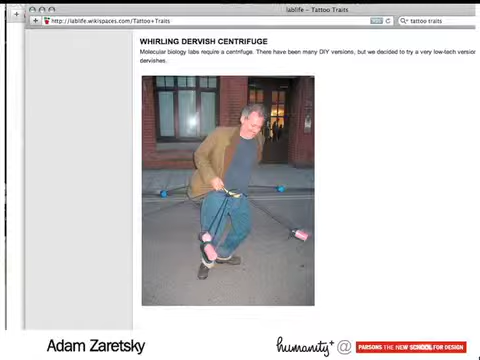 lablife - Tattoo Traits
http://lablife.wikispaces.com/Tattoo+Traits
RSS
tattoo traits
WHIRLING DERVISH CENTRIFUGE
Molecular biology labs require a centrifuge. There have been many DIY versions, but we decided to try a very low-tech version
dervishes.
Adam Zaretsky
humanity+ @ PARSONS THE NEW SCHOOL FOR DESIGN